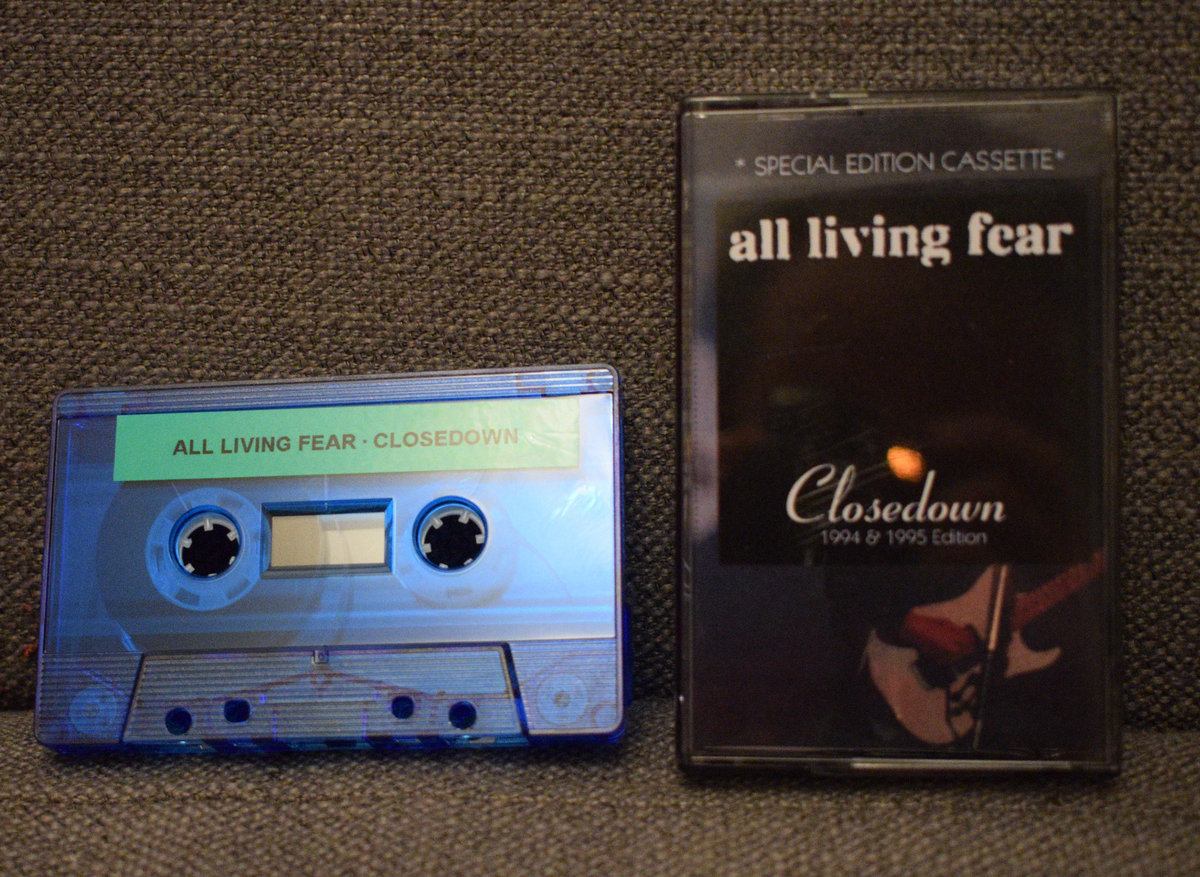 ALL LIVING FEAR · CLOSEDOWN
* SPECIAL EDITION CASSETTE*
all living fear
Closedown
1994 & 1995 Edition